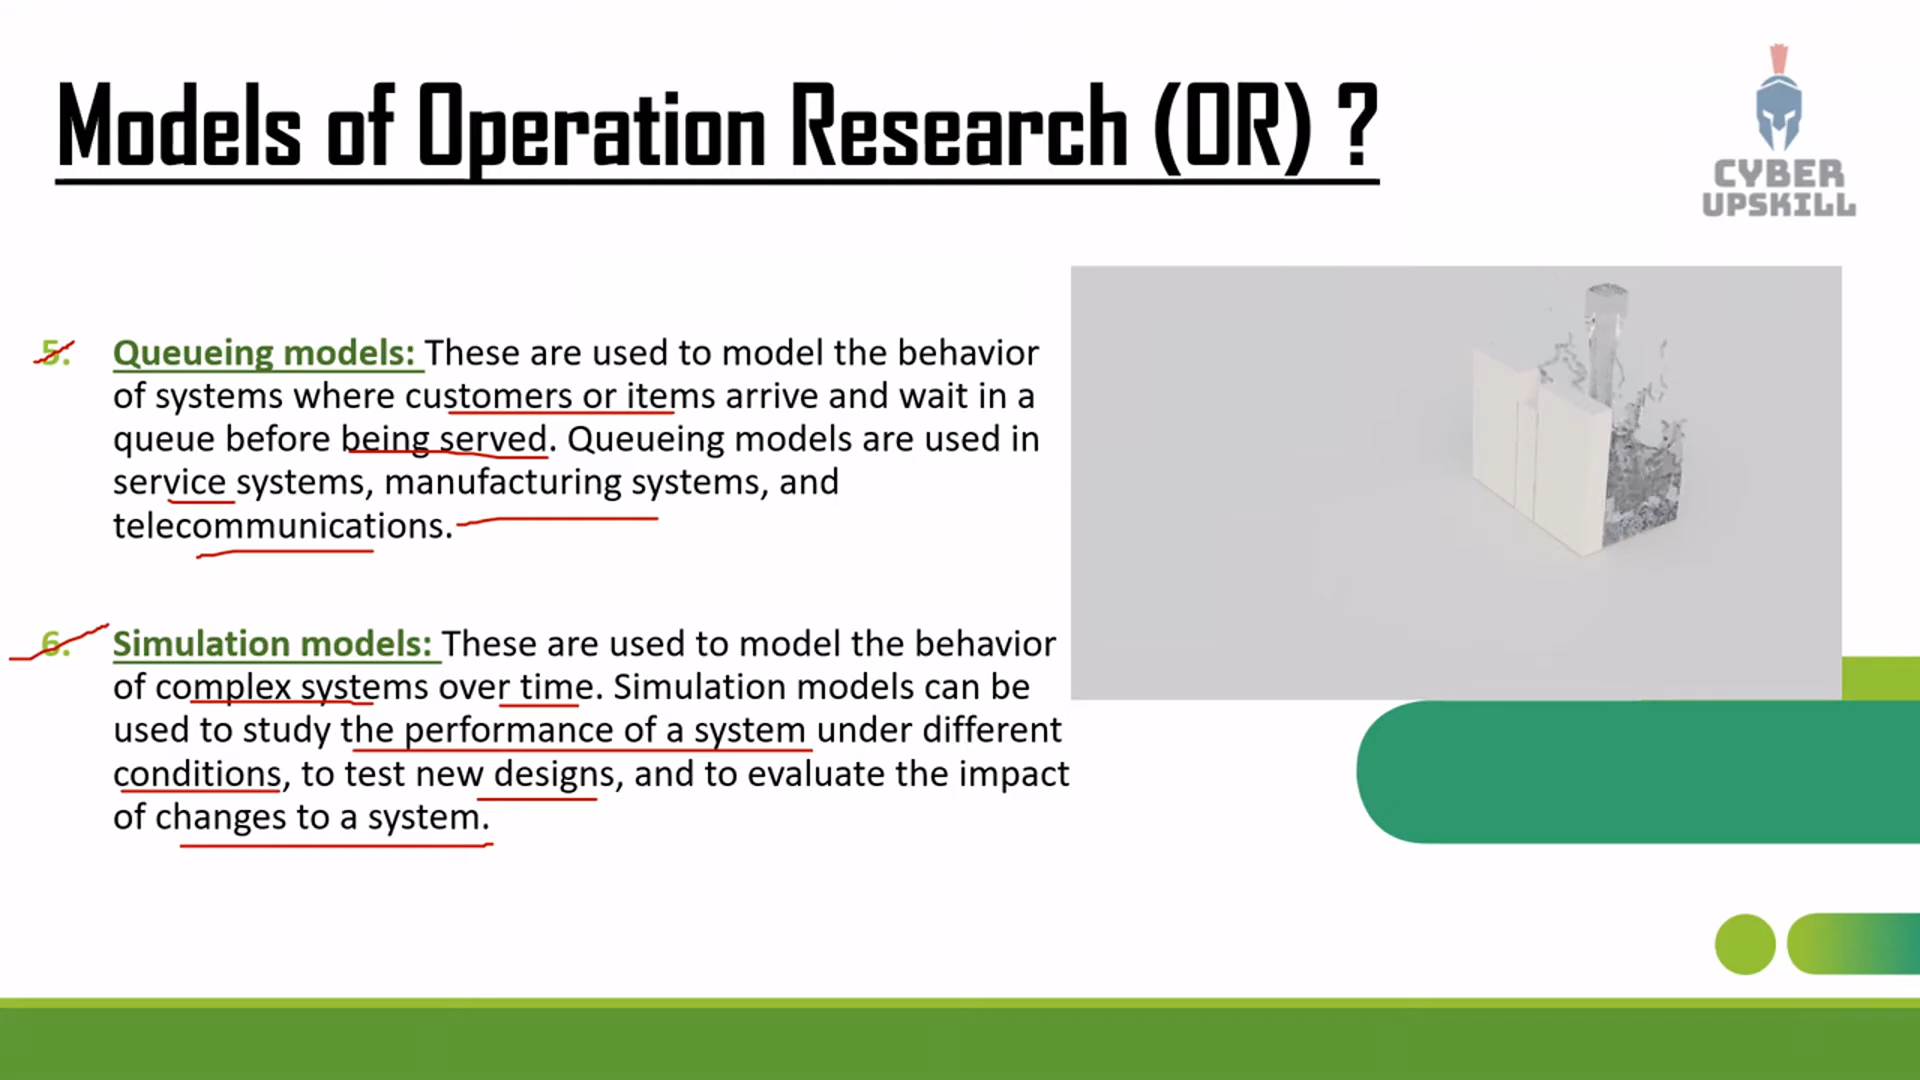 Models of Operation Research (OR) ?
CYBER
UPSKILL
5. Queueing models: These are used to model the behavior
of systems where customers or items arrive and wait in a
queue before being served. Queueing models are used in
service systems, manufacturing systems, and
telecommunications.
6. Simulation models: These are used to model the behavior
of complex systems over time. Simulation models can be
used to study the performance of a system under different
conditions, to test new designs, and to evaluate the impact
of changes to a system.